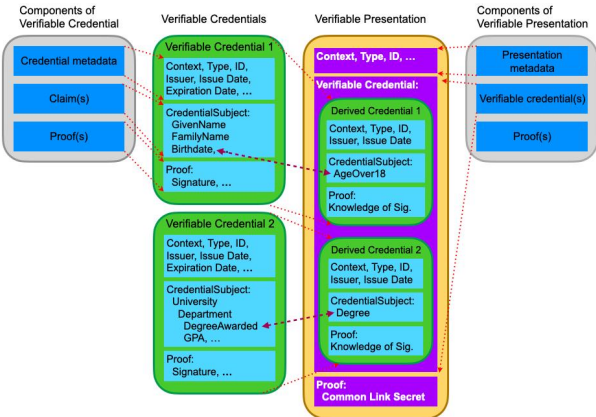 Components of
Verifiable Credential
Credential metadata
Claim(s)
Proof(s)
Verifiable Credentials
Verifiable Credential 1
Context, Type, ID,
Issuer, Issue Date,
Expiration Date, ...
CredentialSubject:
GivenName
FamilyName
Birthdate, ...
Proof:
Signature, ...
Verifiable Credential 2
Context, Type, ID,
Issuer, Issue Date,
Expiration Date, ...
CredentialSubject:
University
Department
DegreeAwarded
GPA, ...
Proof:
Signature, ...
Verifiable Presentation
Context, Type, ID, ...
Verifiable Credential:
Derived Credential 1
Context, Type, ID,
Issuer, Issue Date
CredentialSubject:
AgeOver18
Proof:
Knowledge of Sig.
Derived Credential 2
Context, Type, ID,
Issuer, Issue Date
CredentialSubject:
Degree
Proof:
Knowledge of Sig.
Proof:
Common Link Secret
Components of
Verifiable Presentation
Presentation
metadata
Verifiable credential(s)
Proof(s)